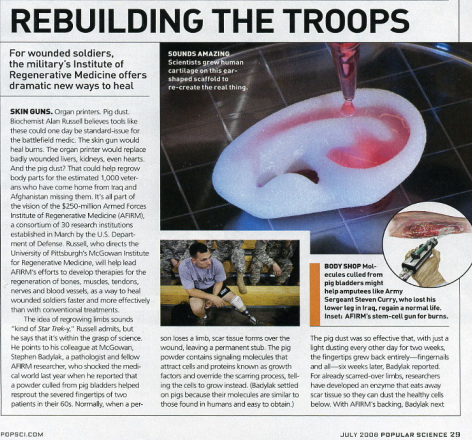 REBUILDING THE TROOPS
For wounded soldiers,
the military's Institute of
Regenerative Medicine offers
dramatic new ways to heal
SOUNDS AMAZING
Scientists grew human
cartilage on this ear-
shaped scaffold to
re-create the real thing.
SKIN GUNS. Organ printers. Pig dust.
Biochemist Alan Russell believes tools like
these could one day be standard-issue for
the battlefield medic. The skin gun would
heal burns. The organ printer would replace
badly wounded livers, kidneys, even hearts.
And the pig dust? That could help regrow
body parts for the estimated 1,000 veter-
ans who have come home from Iraq and
Afghanistan missing them. It's all part of
the vision of the $250-million Armed Forces
Institute of Regenerative Medicine (AFIRM),
a consortium of 30 research institutions
established in March by the U.S. Depart-
ment of Defense. Russell, who directs the
University of Pittsburgh's McGowan Institute
for Regenerative Medicine, will help lead
AFIRM's efforts to develop therapies for the
regeneration of bones, muscles, tendons,
nerves and blood vessels, as a way to heal
wounded soldiers faster and more effectively
than with conventional treatments.
The idea of regrowing limbs sounds
"kind of Star Trek-y," Russell admits, but
he says that it's within the grasp of science.
He points to his colleague at McGowan,
Stephen Badylak, a pathologist and fellow
AFIRM researcher, who shocked the medi-
cal world last year when he reported that
a powder culled from pig bladders helped
resprout the severed fingertips of two
patients in their 60s. Normally, when a per-
son loses a limb, scar tissue forms over the
wound, leaving a permanent stub. The pig
powder contains signaling molecules that
attract cells and proteins known as growth
factors and override the scarring process, tell-
ing the cells to grow instead. (Badylak settled
on pigs because their molecules are similar to
those found in humans and easy to obtain.)
BODY SHOP Mol-
ecules culled from
pig bladders might
help amputees like Army
Sergeant Steven Curry, who lost his
lower leg in Iraq, regain a normal life.
Inset: AFIRM's stem-cell gun for burns.
The pig dust was so effective that, with just a
light dusting every other day for two weeks,
the fingertips grew back entirely—fingernails
and all—six weeks later, Badylak reported.
For already scarred-over limbs, researchers
have developed an enzyme that eats away
scar tissue so they can dust the healthy cells
below. With AFIRM's backing, Badylak next
POPSCI.COM
JULY 2008 POPULAR SCIENCE 29